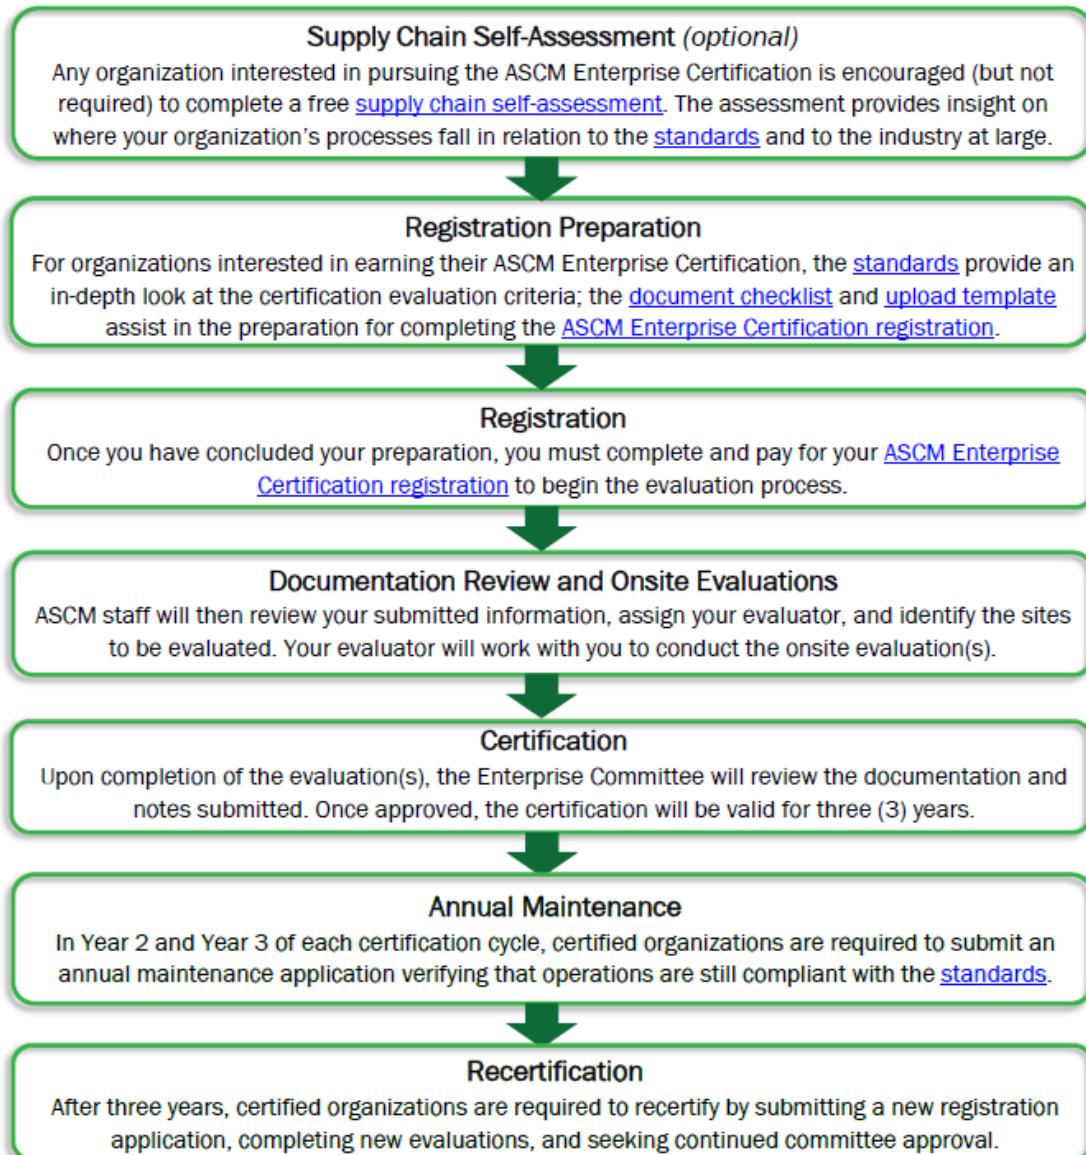 Supply Chain Self-Assessment (optional)
Any organization interested in pursuing the ASCM Enterprise Certification is encouraged (but not
required) to complete a free supply chain self-assessment. The assessment provides insight on
where your organization's processes fall in relation to the standards and to the industry at large.
Registration Preparation
For organizations interested in earning their ASCM Enterprise Certification, the standards provide an
in-depth look at the certification evaluation criteria; the document checklist and upload template
assist in the preparation for completing the ASCM Enterprise Certification registration.
Registration
Once you have concluded your preparation, you must complete and pay for your ASCM Enterprise
Certification registration to begin the evaluation process.
Documentation Review and Onsite Evaluations
ASCM staff will then review your submitted information, assign your evaluator, and identify the sites
to be evaluated. Your evaluator will work with you to conduct the onsite evaluation(s).
Certification
Upon completion of the evaluation(s), the Enterprise Committee will review the documentation and
notes submitted. Once approved, the certification will be valid for three (3) years.
Annual Maintenance
In Year 2 and Year 3 of each certification cycle, certified organizations are required to submit an
annual maintenance application verifying that operations are still compliant with the standards.
Recertification
After three years, certified organizations are required to recertify by submitting a new registration
application, completing new evaluations, and seeking continued committee approval.